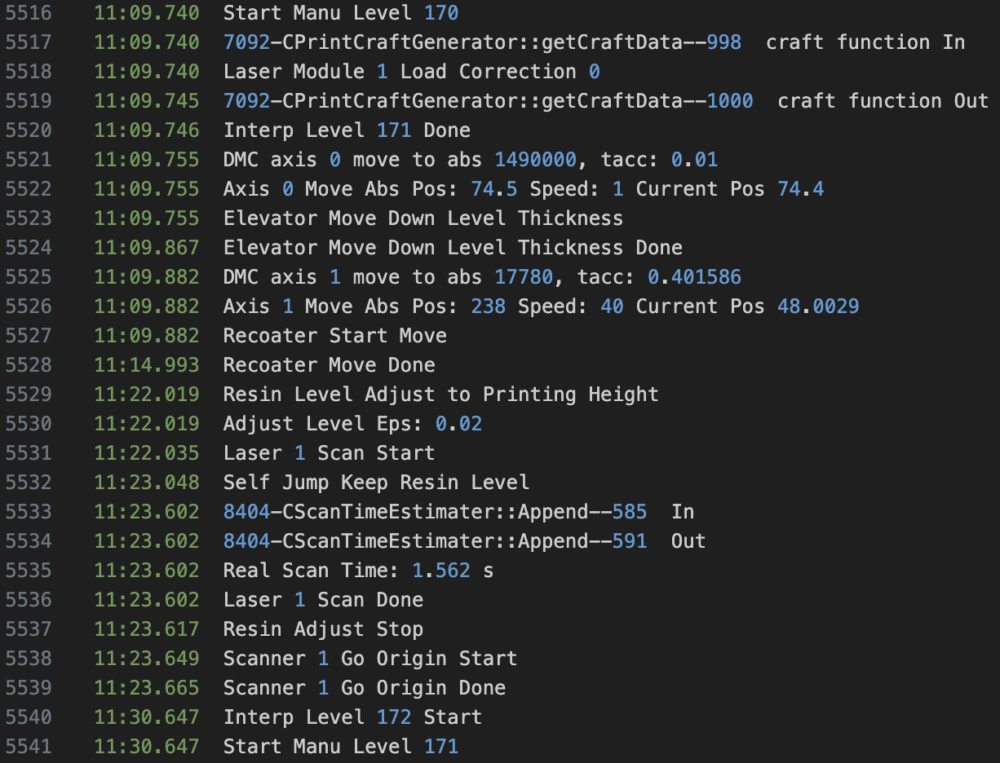 5516 11:09.740 Start Manu Level 170
5517 11:09.740 7092-CPrintCraftGenerator::getCraftData--998 craft function In
5518 11:09.740 Laser Module 1 Load Correction 0
5519 11:09.745 7092-CPrintCraftGenerator::getCraftData--1000 craft function Out
5520 11:09.746 Interp Level 171 Done
5521 11:09.755 DMC axis 0 move to abs 1490000, tacc: 0.01
5522 11:09.755 Axis 0 Move Abs Pos: 74.5 Speed: 1 Current Pos 74.4
5523 11:09.755 Elevator Move Down Level Thickness
5524 11:09.867 Elevator Move Down Level Thickness Done
5525 11:09.882 DMC axis 1 move to abs 17780, tacc: 0.401586
5526 11:09.882 Axis 1 Move Abs Pos: 238 Speed: 40 Current Pos 48.0029
5527 11:09.882 Recoater Start Move
5528 11:14.993 Recoater Move Done
5529 11:22.019 Resin Level Adjust to Printing Height
5530 11:22.019 Adjust Level Eps: 0.02
5531 11:22.035 Laser 1 Scan Start
5532 11:23.048 Self Jump Keep Resin Level
5533 11:23.602 8404-CScanTimeEstimater::Append--585 In
5534 11:23.602 8404-CScanTimeEstimater::Append--591 Out
5535 11:23.602 Real Scan Time: 1.562 s
5536 11:23.602 Laser 1 Scan Done
5537 11:23.617 Resin Adjust Stop
5538 11:23.649 Scanner 1 Go Origin Start
5539 11:23.665 Scanner 1 Go Origin Done
5540 11:30.647 Interp Level 172 Start
5541 11:30.647 Start Manu Level 171